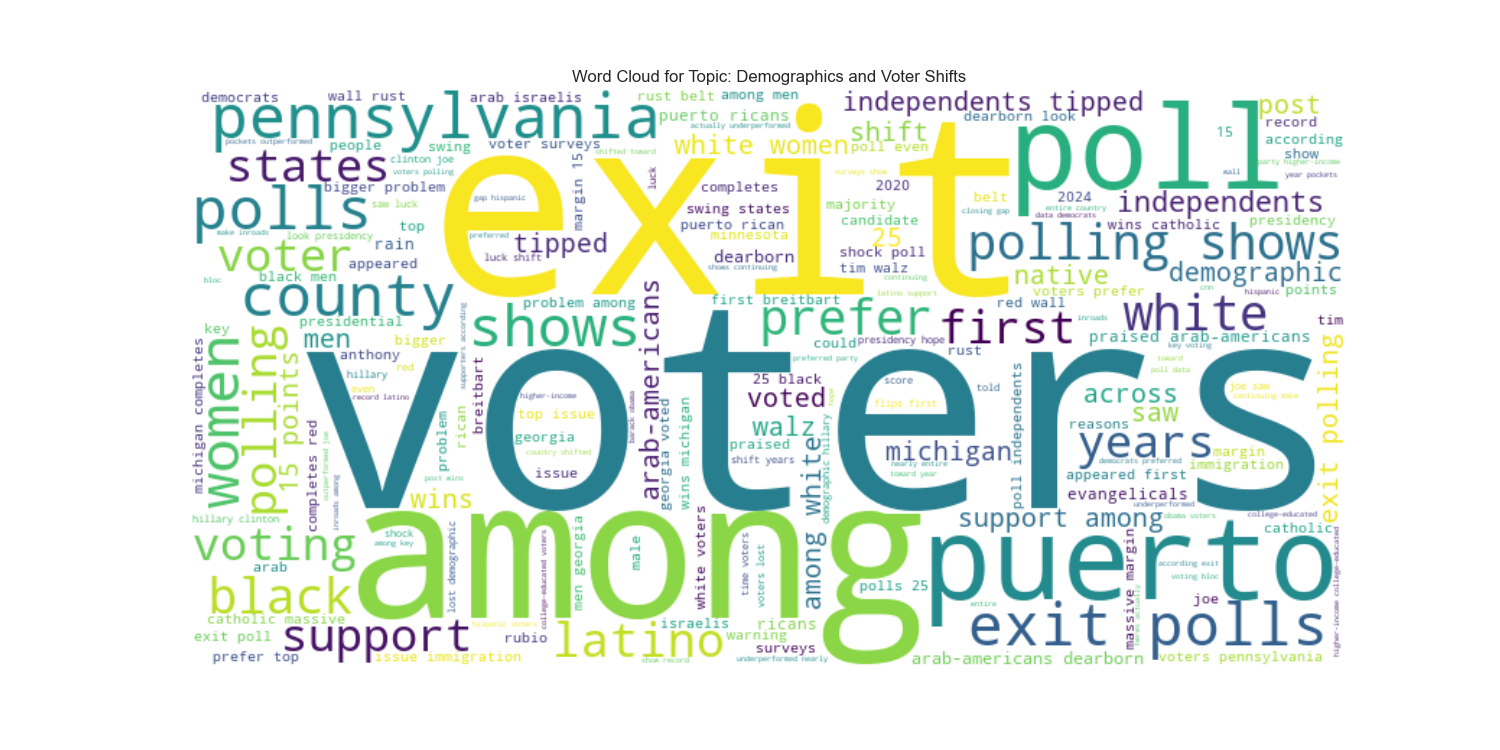 Word Cloud for Topic: Demographics and Voter Shifts
democrats
wall rust
arab israelis
rust belt
among men
independents tipped
post
pennsylvania
puerto ricans
dearborn look
record
pockets outperformed
actually underperformed
exit
poll
15
people
swing
voter surveys
white women
shift
according
states
clinton joe
shifted toward
poll even
show
party higher-income
voters polling
margin 15
luck
surveys show
wall
year pockets
bigger problem
completes
2020
majority
belt
2024
entire country
polls
saw luck
gap hispanic
swing states
candidate
closing gap
data democrats
independents
make inroads
top
puerto rican
wins catholic
presidency
look presidency
preferred
tipped
minnesota
25
polling shows
voter
rain
luck shift
dearborn
shock poll
appeared
shows continuing
tim walz
continuing
demographic
bloc
black men
native
cnn
hispanic
points
county
problem among
arab-americans
first breitbart
latino support
voters prefer
red wall
inroads
key
presidential
shows
prefer
first
white
tim
men
supporters according
could
presidency hope
rust
praised arab-americans
women
polling
anthony
bigger
preferred party
key voting
hillary
red
toward
poll data
michigan completes
15 points
even
record latino
breitbart
higher-income
25 black
score
told
across
joe saw
voters
barack obama
voted
flips first
hope
continuing make
exit polling
completes red
rican
top issue
georgia voted
walz
poll independents
saw
reasons
problem
georgia
praised
michigan
years
margin
country shifted
wins michigan
shift years
nearly entire
democrats preferred
immigration
outperformed joe
post mins
issue
among white
demographic hillary
toward year
appeared first
inroads among
wins
evangelicals
underperformed
hillary clinton
among
obama voters
college-educated
support among
catholic
voting
shock
among key
lost demographic
college-educated voters
men georgia
male
white voters
time voters
voters lost
puerto
arab
polls 25
massive margin
heres actually
according exit
voting bloc
higher-income college-educated
black
entire
joe
catholic massive
hispanic voters
israelis
ricans
exit polls
exit poll
support
rubio
latino
warning
surveys
prefer top
issue immigration
show record
underperformed nearly
arab-americans dearborn
voters pennsylvania